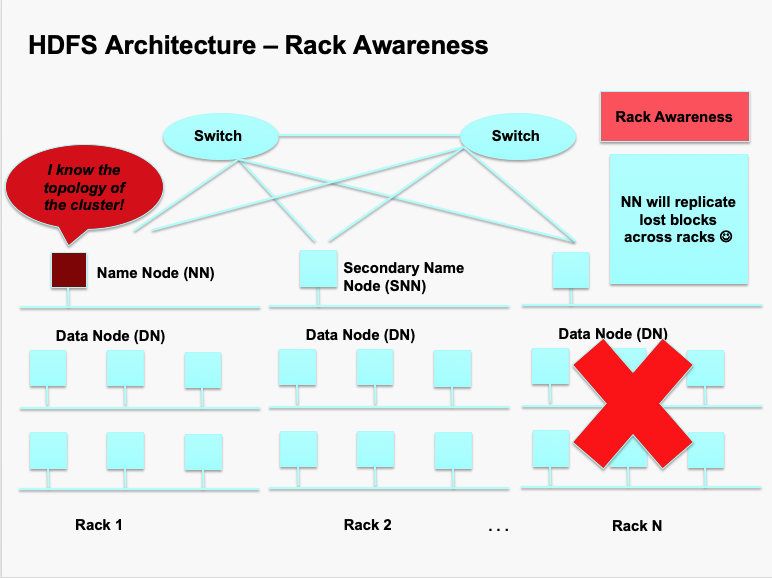 HDFS Architecture – Rack Awareness
Switch
Switch
Rack Awareness
I know the
topology of
the cluster!
NN will replicate
lost blocks
across racks ☺
Name Node (NN)
Secondary Name
Node (SNN)
Data Node (DN)
Data Node (DN)
Data Node (DN)
Rack 1
Rack 2
. . .
Rack N